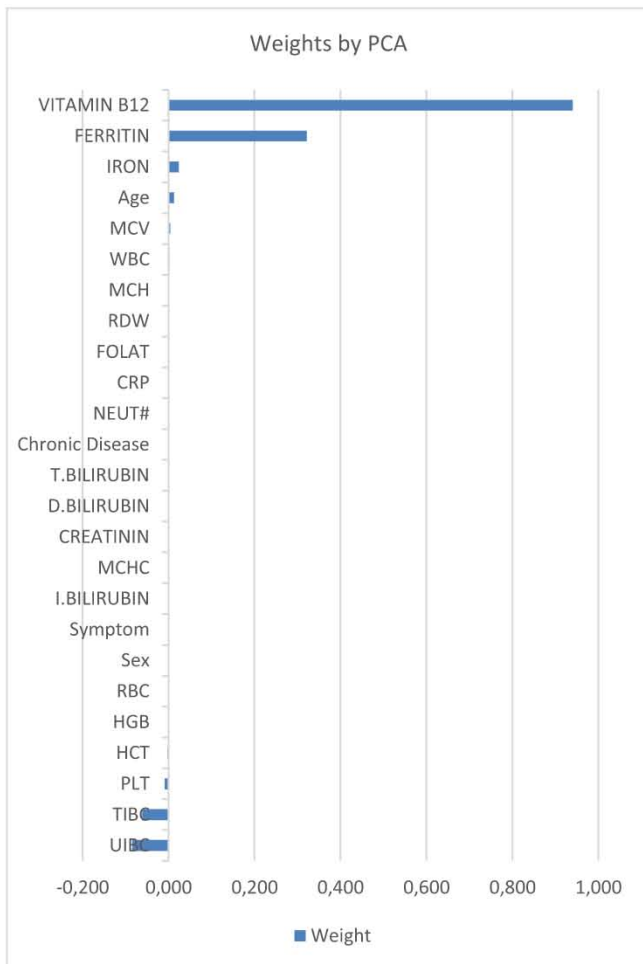 Weights by PCA
VITAMIN B12
FERRITIN
IRON
Age
MCV
WBC
MCH
RDW
FOLAT
CRP
NEUT#
Chronic Disease
T.BILIRUBIN
D.BILIRUBIN
CREATININ
MCHC
I.BILIRUBIN
Symptom
Sex
RBC
HGB
HCT
PLT
TIBC
UIBC
-0,200 0,000 0,200 0,400 0,600 0,800 1,000
Weight